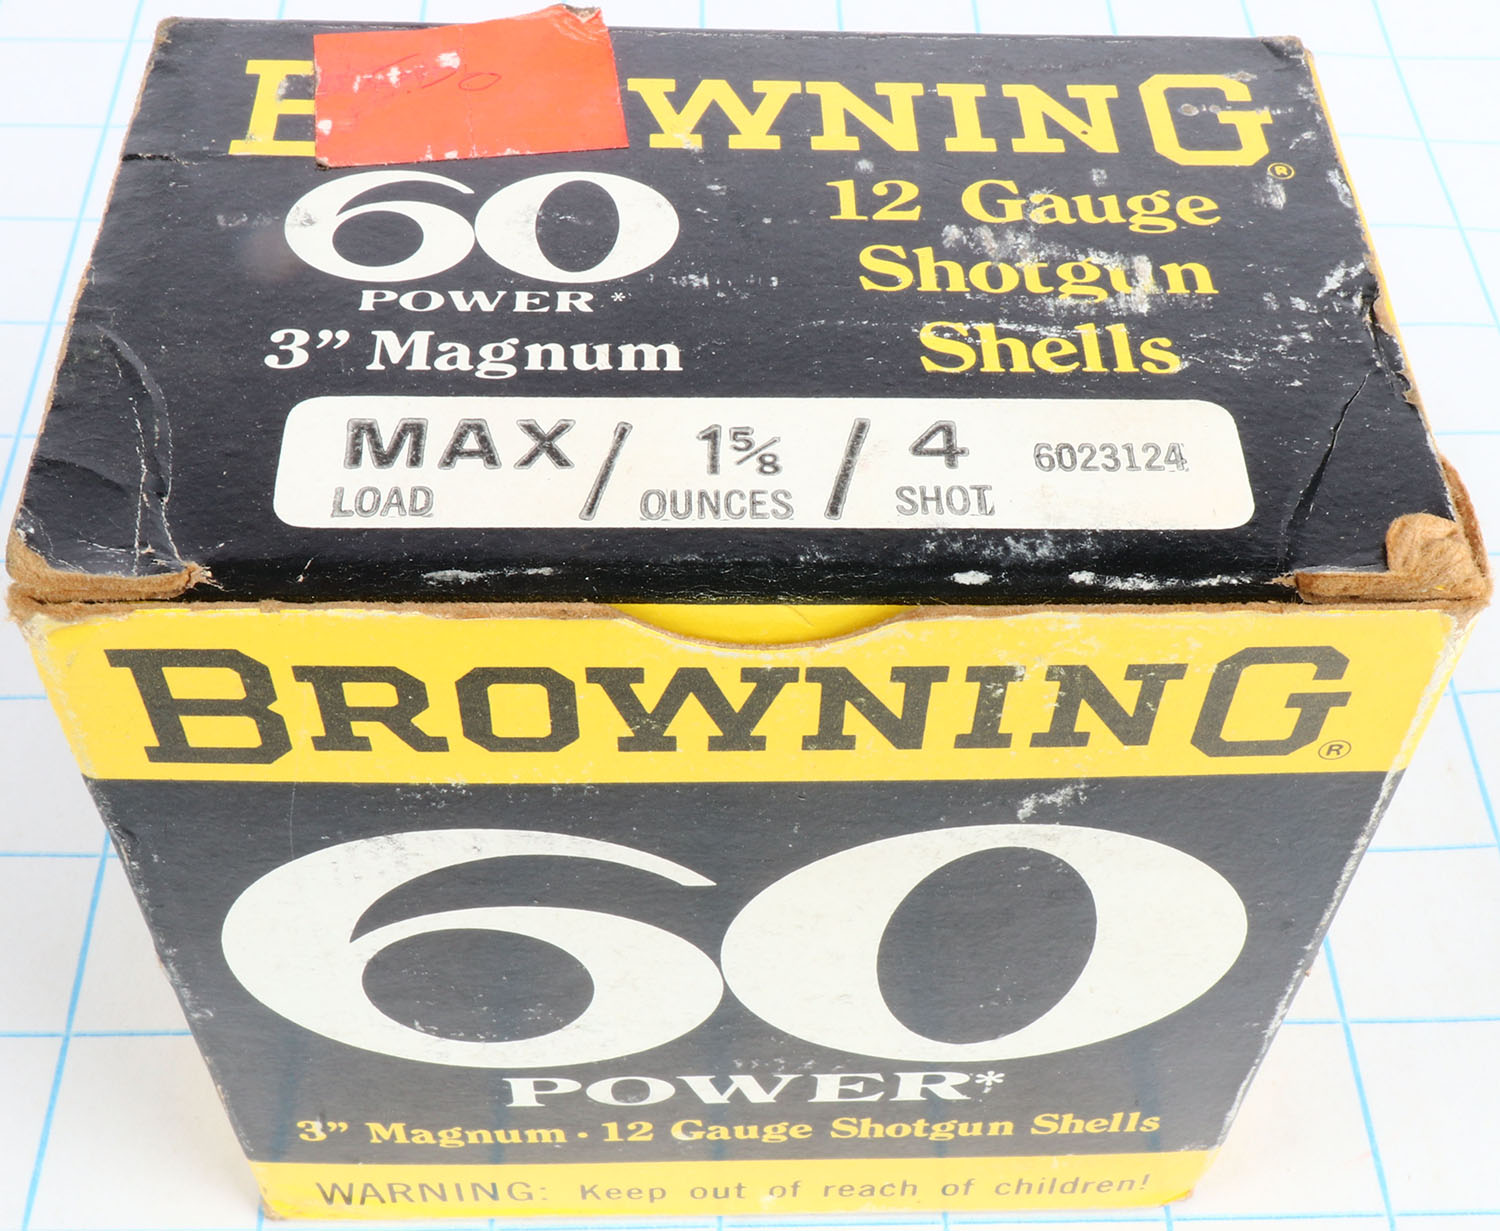 BROWNING®
60
POWER*
3” Magnum
12 Gauge
Shotgun
Shells
MAX / 1⅝ / 4 6023124
LOAD OUNCES SHOT
BROWNING®
60
POWER*
3” Magnum · 12 Gauge Shotgun Shells
WARNING: Keep out of reach of children!